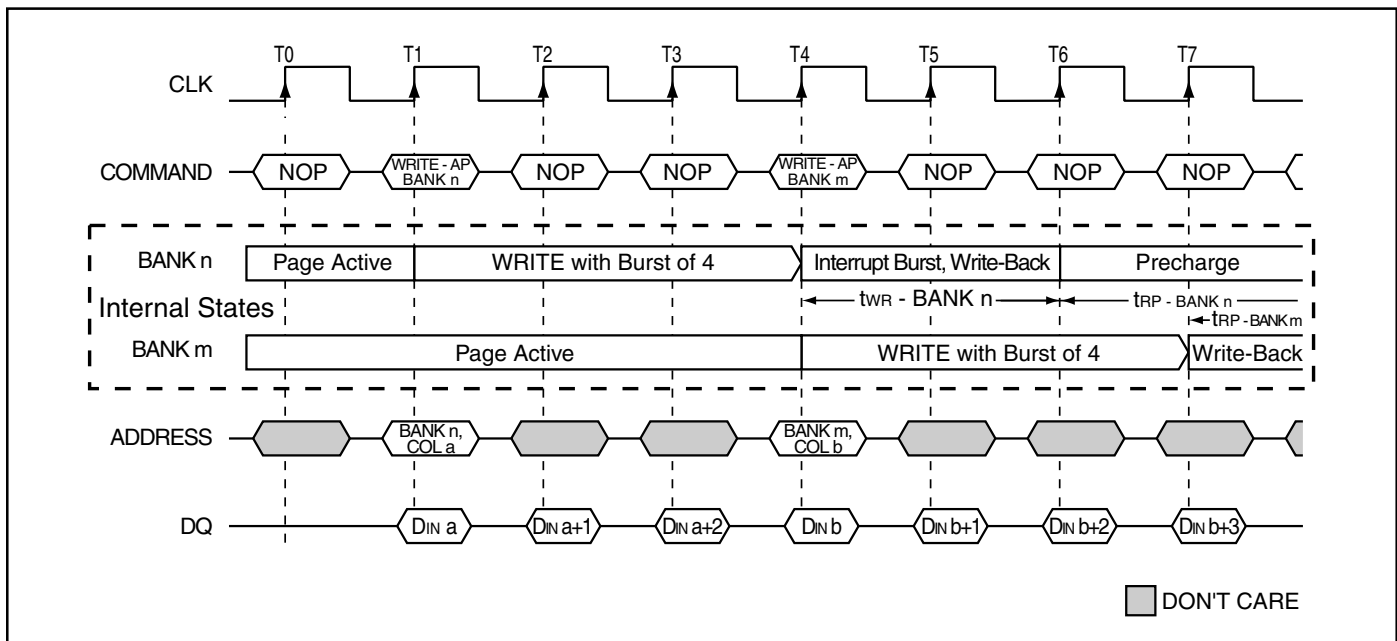 T0 T1 T2 T3 T4 T5 T6 T7
CLK
COMMAND NOP WRITE - AP BANK n NOP NOP WRITE - AP BANK m NOP NOP NOP
BANK n Page Active WRITE with Burst of 4 Interrupt Burst, Write-Back Precharge
tWR - BANK n tRP - BANK n
Internal States tRP - BANK m
BANK m Page Active WRITE with Burst of 4 Write-Back
ADDRESS BANK n, COL a BANK m, COL b
DQ DIN a DIN a+1 DIN a+2 DIN b DIN b+1 DIN b+2 DIN b+3
DON'T CARE